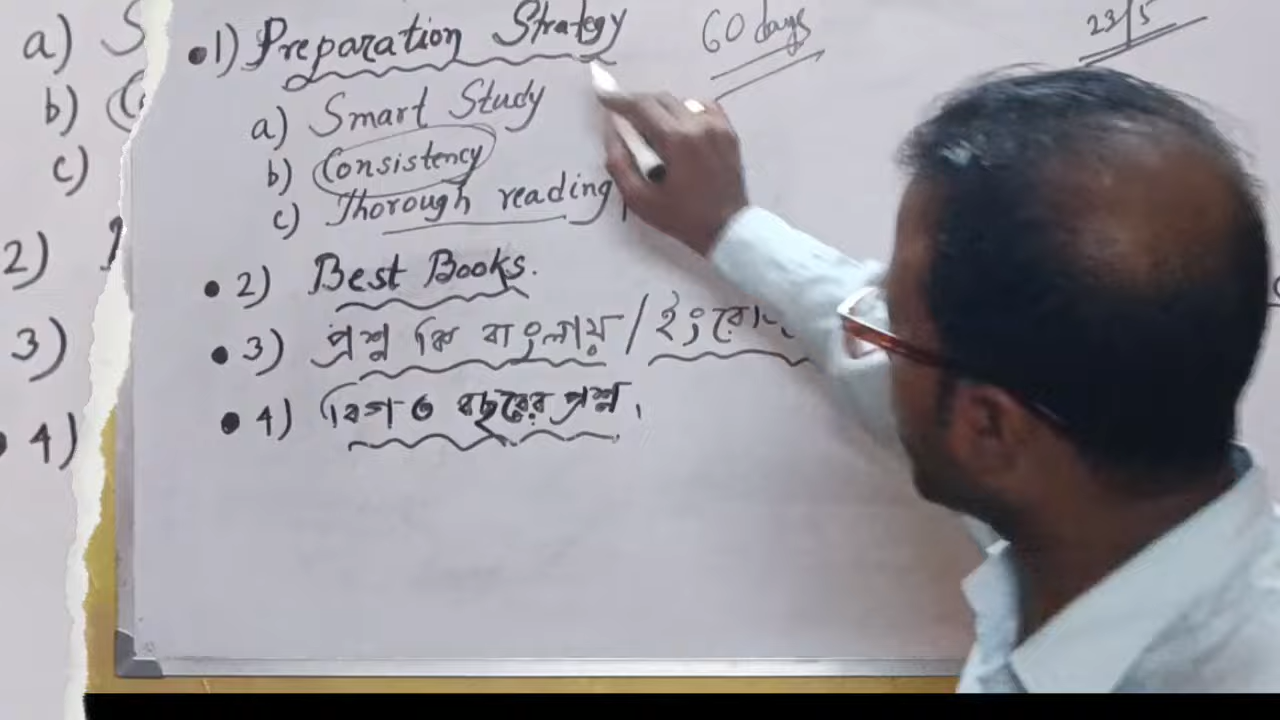 a) S
b) Co
c)
2)
3)
4)
1) Preparation Strategy
60 days
23/5
a) Smart Study
b) Consistency
c) Thorough reading
2) Best Books.
3) প্রশ্ন কি বাংলায় /
4) বিগত বছরের প্রশ্ন।